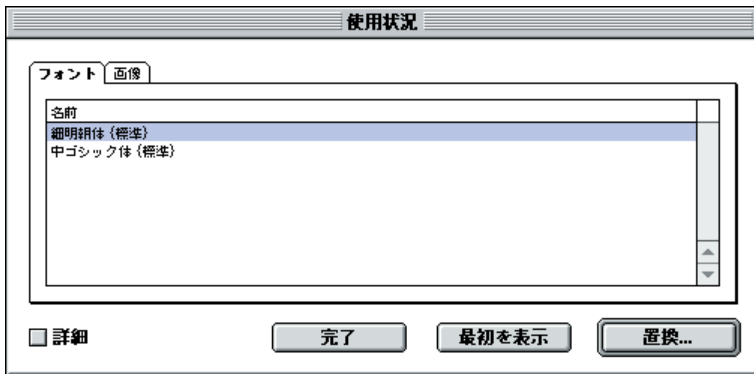 使用状況
フォント 画像
名前
細明朝体 {標準}
中ゴシック体 {標準}
詳細 完了 最初を表示 置換...